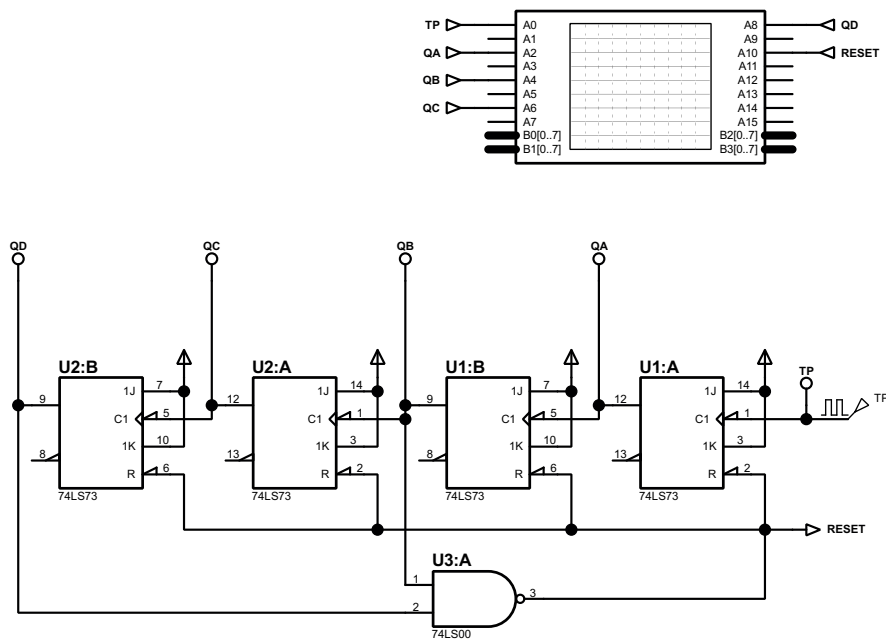 TP A0 A8 QD
A1 A9
QA A2 A10 RESET
A3 A11
QB A4 A12
A5 A13
QC A6 A14
A7 A15
B0[0..7] B2[0..7]
B1[0..7] B3[0..7]
QD QC QB QA
U2:B U2:A U1:B U1:A
TP
1J 7 1J 14 1J 7 1J 14
9 12 9 12
C1 5 C1 1 C1 5 C1 1
1K 10 1K 3 1K 10 1K 3
8 13 8 13
R 6 R 2 R 6 R 2
74LS73 74LS73 74LS73 74LS73
RESET
U3:A
1
3
2
74LS00